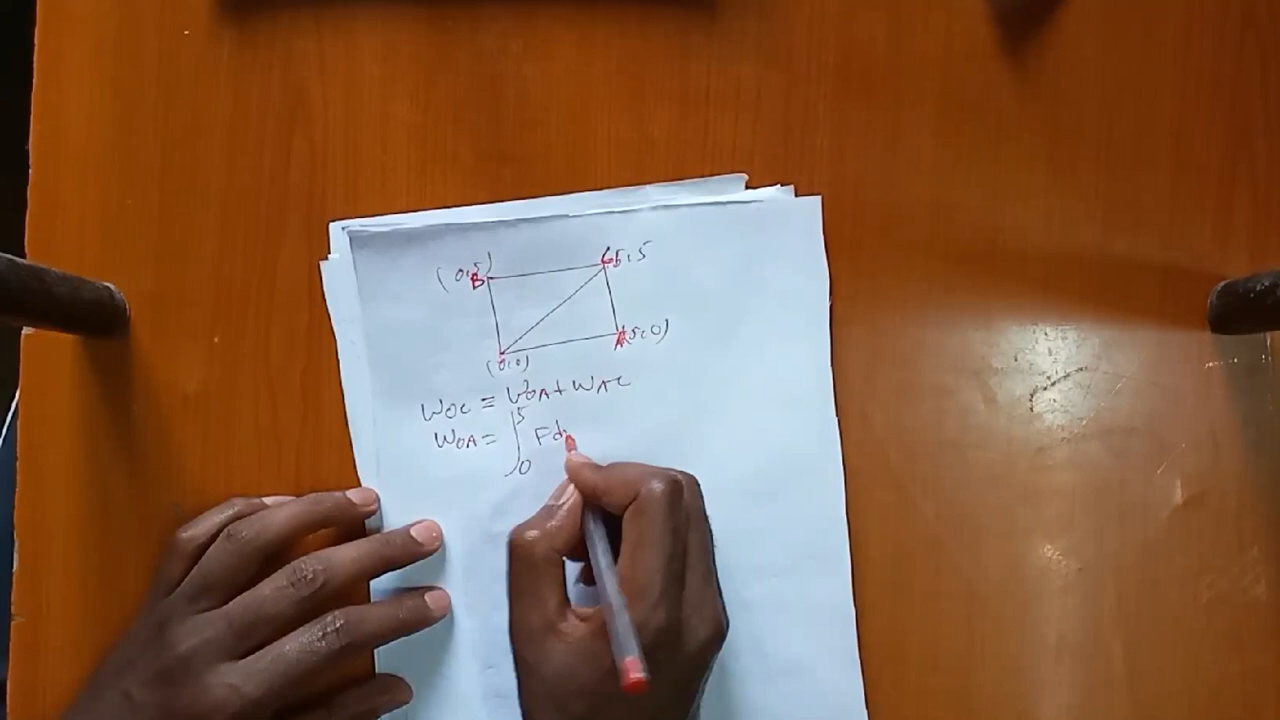 (0,5) B C 5,5
(0,0) A 5,0)
WOC = WOA + WAC
WOA = ∫₀⁵ Fd